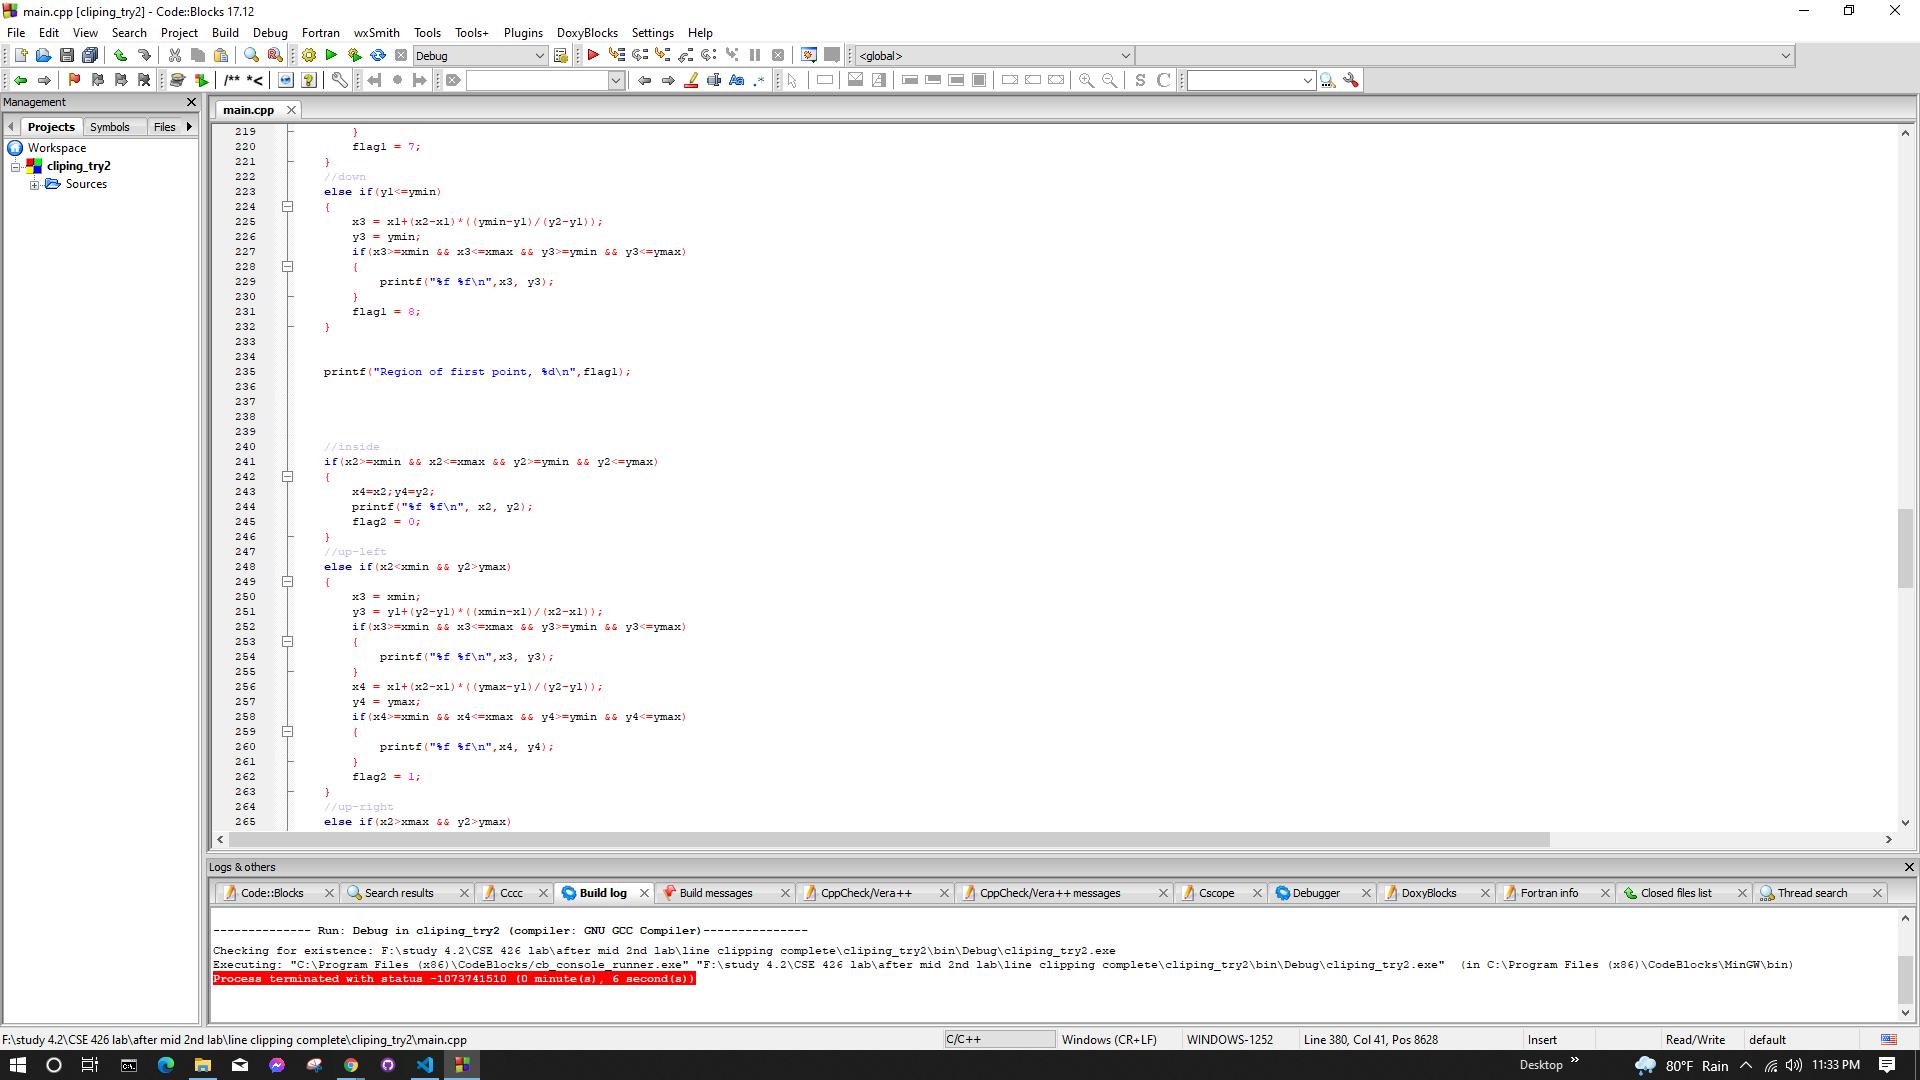 main.cpp [cliping_try2] - Code::Blocks 17.12
File Edit View Search Project Build Debug Fortran wxSmith Tools Tools+ Plugins DoxyBlocks Settings Help
Debug <global>
/** *< Aa .* S C
Management
main.cpp
Projects Symbols Files
Workspace
cliping_try2
Sources
219 }
220 flag1 = 7;
221 }
222 //down
223 else if(y1<=ymin)
224 {
225 x3 = x1+(x2-x1)*((ymin-y1)/(y2-y1));
226 y3 = ymin;
227 if(x3>=xmin && x3<=xmax && y3>=ymin && y3<=ymax)
228 {
229 printf("%f %f\n",x3, y3);
230 }
231 flag1 = 8;
232 }
233
234
235 printf("Region of first point, %d\n",flag1);
236
237
238
239
240 //inside
241 if(x2>=xmin && x2<=xmax && y2>=ymin && y2<=ymax)
242 {
243 x4=x2;y4=y2;
244 printf("%f %f\n", x2, y2);
245 flag2 = 0;
246 }
247 //up-left
248 else if(x2<xmin && y2>ymax)
249 {
250 x3 = xmin;
251 y3 = y1+(y2-y1)*((xmin-x1)/(x2-x1));
252 if(x3>=xmin && x3<=xmax && y3>=ymin && y3<=ymax)
253 {
254 printf("%f %f\n",x3, y3);
255 }
256 x4 = x1+(x2-x1)*((ymax-y1)/(y2-y1));
257 y4 = ymax;
258 if(x4>=xmin && x4<=xmax && y4>=ymin && y4<=ymax)
259 {
260 printf("%f %f\n",x4, y4);
261 }
262 flag2 = 1;
263 }
264 //up-right
265 else if(x2>xmax && y2>ymax)
Logs & others
Code::Blocks Search results Cccc Build log Build messages CppCheck/Vera++ CppCheck/Vera++ messages Cscope Debugger DoxyBlocks Fortran info Closed files list Thread search
-------------- Run: Debug in cliping_try2 (compiler: GNU GCC Compiler)---------------
Checking for existence: F:\study 4.2\CSE 426 lab\after mid 2nd lab\line clipping complete\cliping_try2\bin\Debug\cliping_try2.exe
Executing: "C:\Program Files (x86)\CodeBlocks/cb_console_runner.exe" "F:\study 4.2\CSE 426 lab\after mid 2nd lab\line clipping complete\cliping_try2\bin\Debug\cliping_try2.exe" (in C:\Program Files (x86)\CodeBlocks\MinGW\bin)
Process terminated with status -1073741510 (0 minute(s), 6 second(s))
F:\study 4.2\CSE 426 lab\after mid 2nd lab\line clipping complete\cliping_try2\main.cpp C/C++ Windows (CR+LF) WINDOWS-1252 Line 380, Col 41, Pos 8628 Insert Read/Write default
Desktop 80°F Rain 11:33 PM